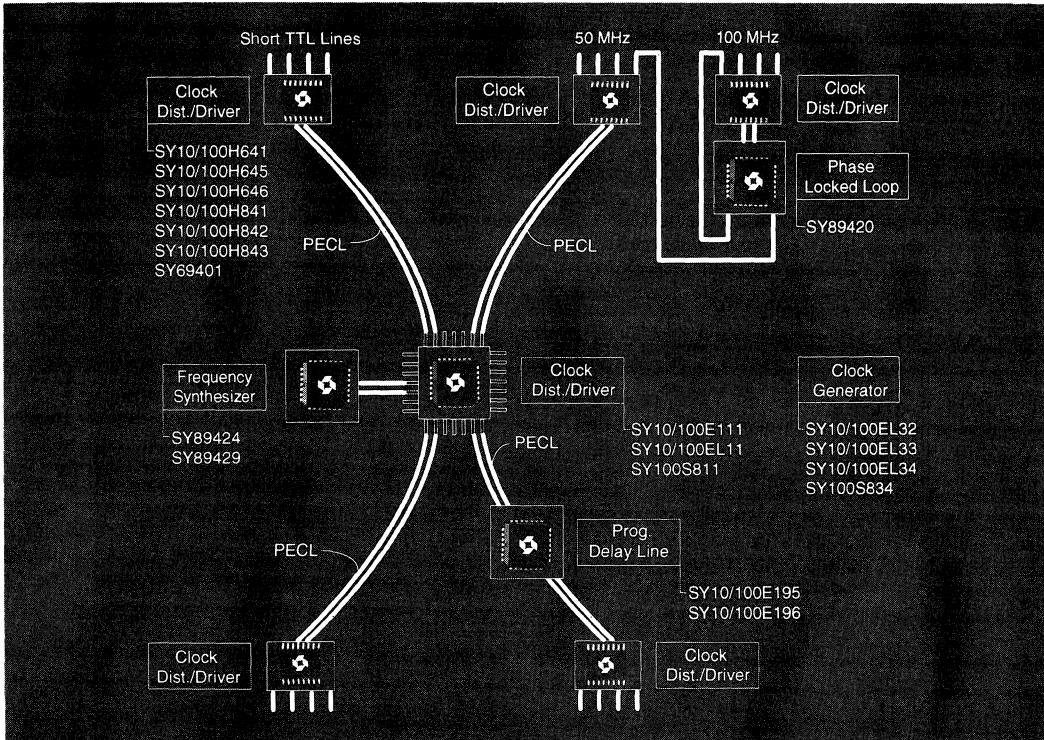 Short TTL Lines
50 MHz
100 MHz
Clock
Dist./Driver
Clock
Dist./Driver
Clock
Dist./Driver
SY10/100H641
SY10/100H645
SY10/100H646
SY10/100H841
SY10/100H842
SY10/100H843
SY69401
Phase
Locked Loop
SY89420
PECL
PECL
Frequency
Synthesizer
SY89424
SY89429
Clock
Dist./Driver
SY10/100E111
SY10/100EL11
SY100S811
Clock
Generator
SY10/100EL32
SY10/100EL33
SY10/100EL34
SY100S834
PECL
PECL
Prog.
Delay Line
SY10/100E195
SY10/100E196
Clock
Dist./Driver
Clock
Dist./Driver